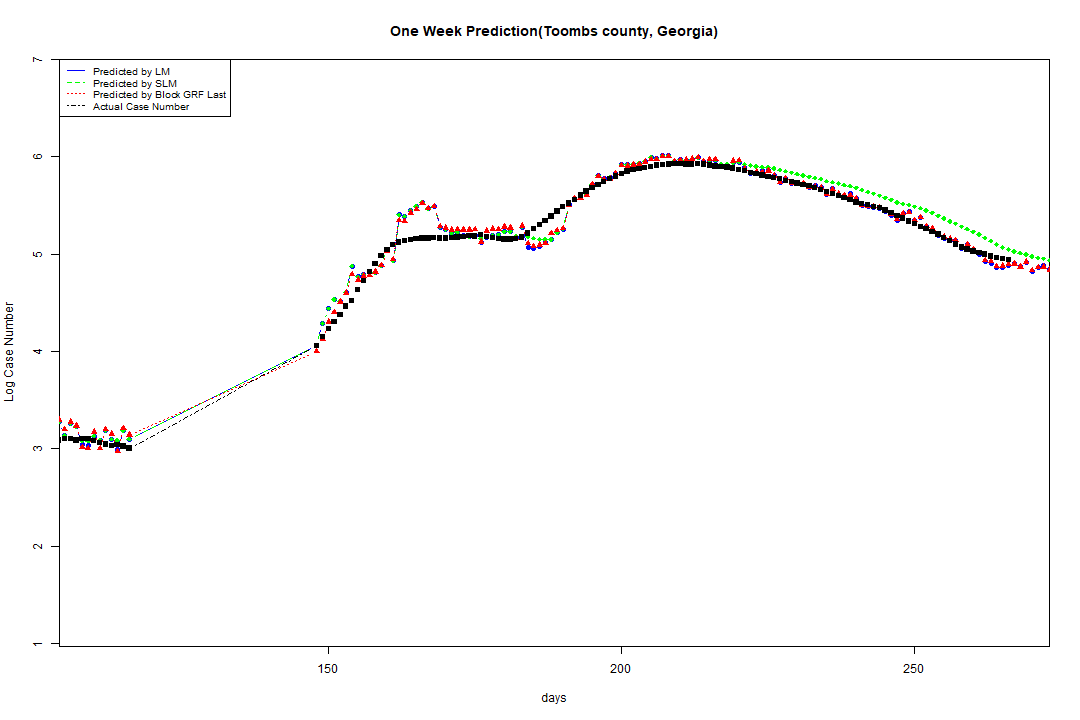 One Week Prediction(Toombs county, Georgia)
Predicted by LM
Predicted by SLM
Predicted by Block GRF Last
Actual Case Number
7
6
5
4
3
2
1
Log Case Number
150 200 250
days